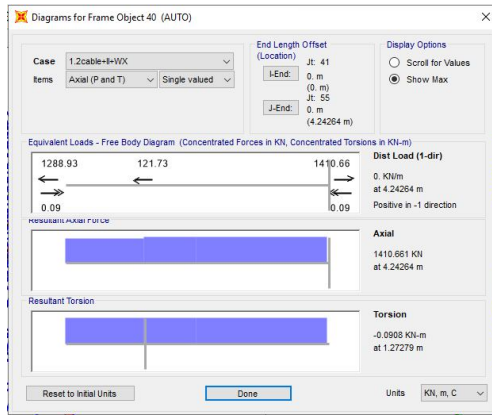 Diagrams for Frame Object 40 (AUTO)
Case 1.2cable+ll+WX
Items Axial (P and T) Single valued
End Length Offset
(Location)
Jt: 41
I-End: 0. m
(0. m)
Jt: 55
J-End: 0. m
(4.24264 m)
Display Options
Scroll for Values
Show Max
Equivalent Loads - Free Body Diagram (Concentrated Forces in KN, Concentrated Torsions in KN-m)
1288.93 121.73 1410.66
0.09 0.09
Dist Load (1-dir)
0. KN/m
at 4.24264 m
Positive in -1 direction
Resultant Axial Force
Axial
1410.661 KN
at 4.24264 m
Resultant Torsion
Torsion
-0.0908 KN-m
at 1.27279 m
Reset to Initial Units Done Units KN, m, C